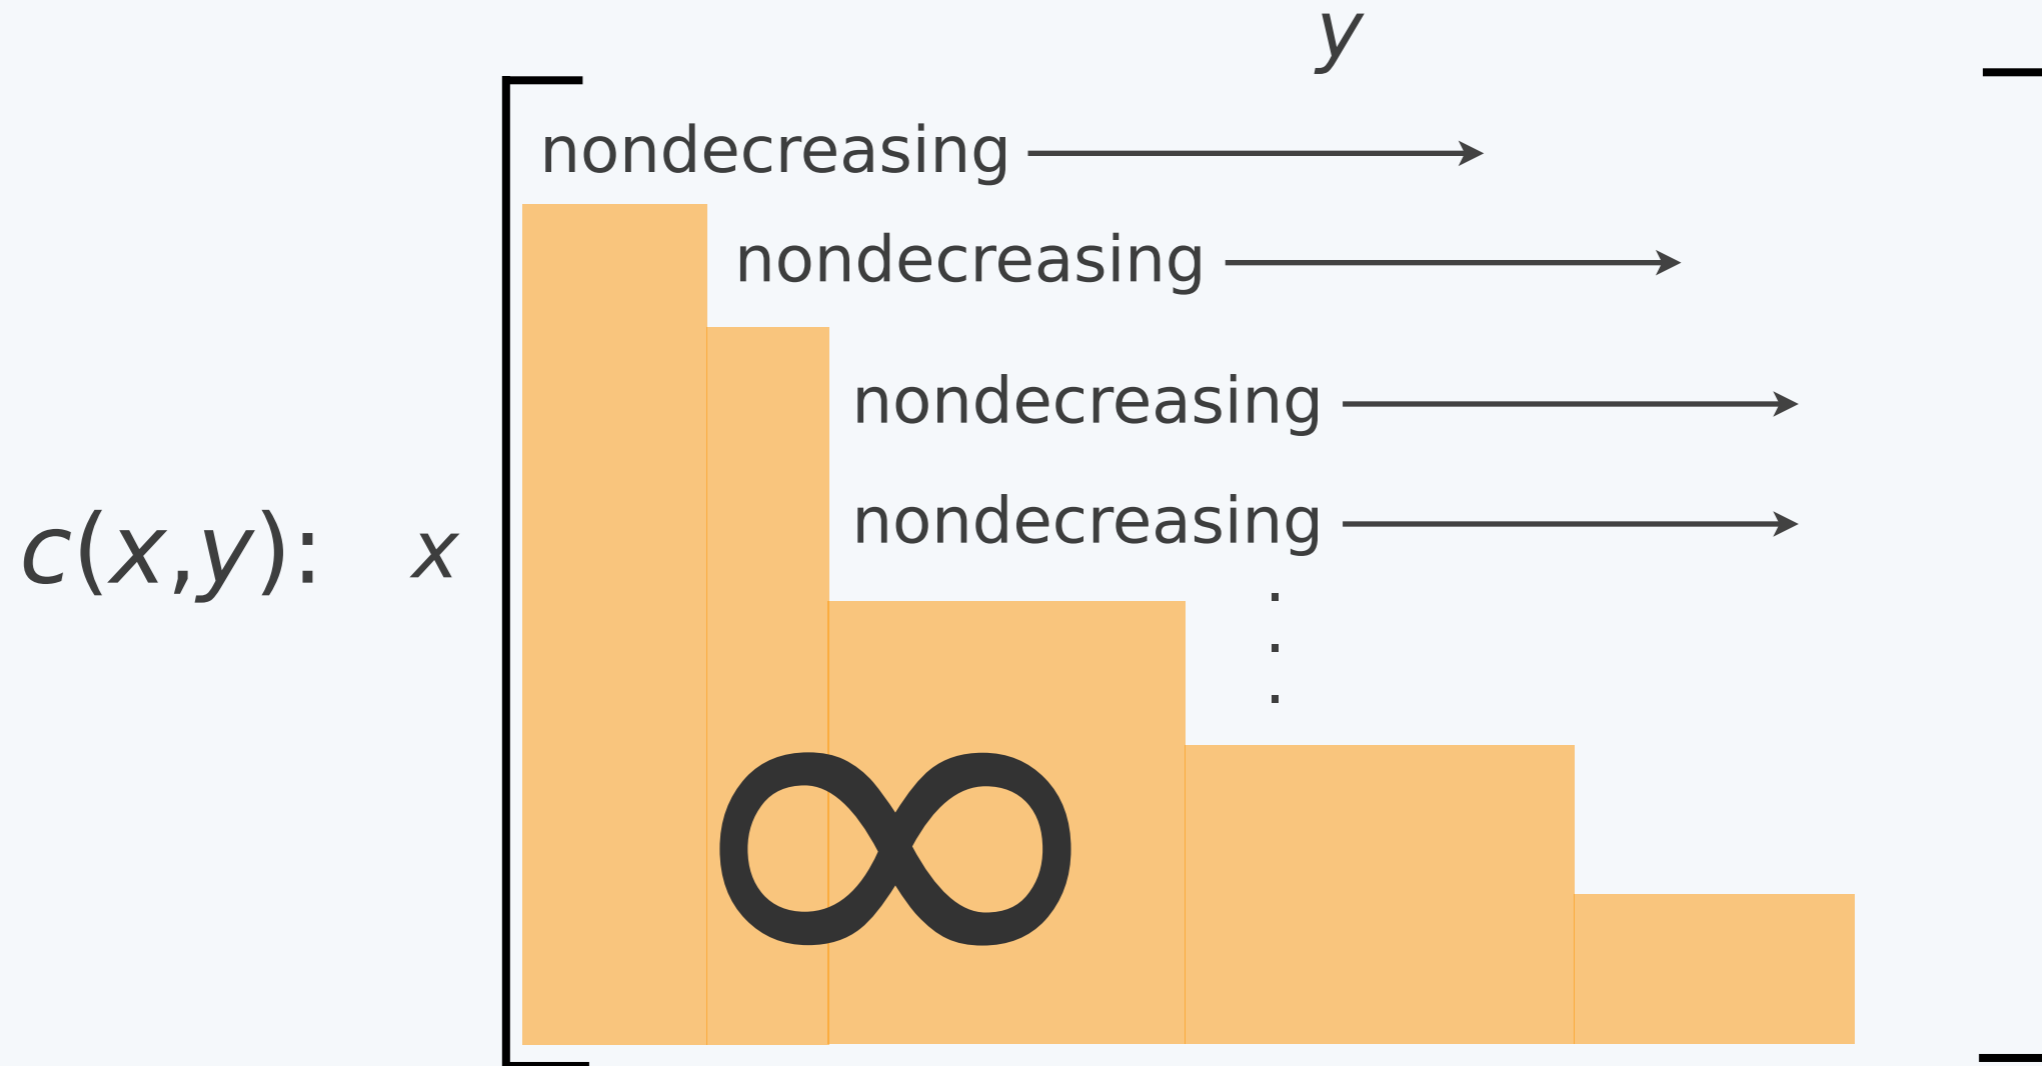 y
nondecreasing
nondecreasing
nondecreasing
nondecreasing
c(x,y): x
.
.
.
∞